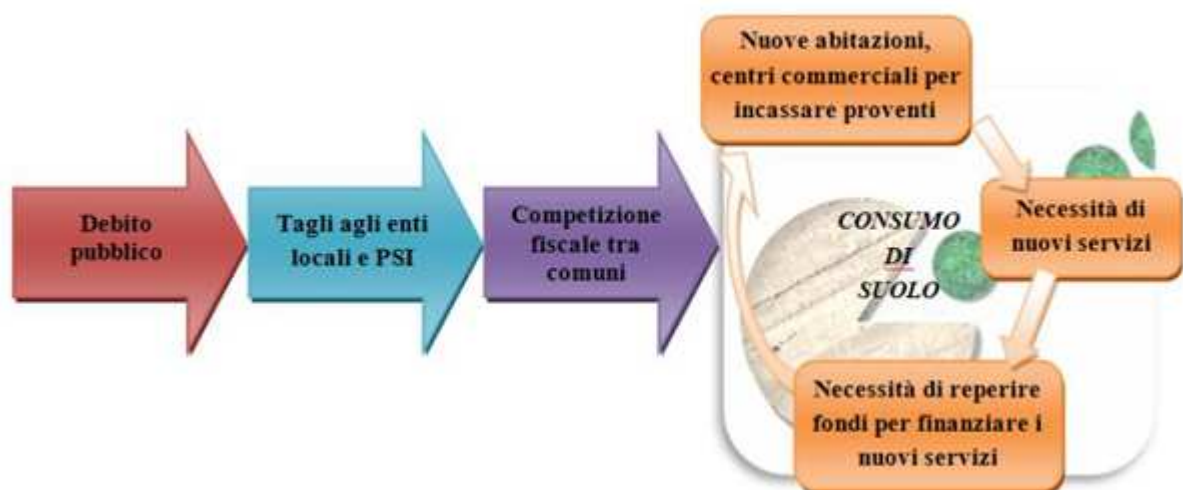 Debito
pubblico
Tagli agli enti
locali e PSI
Competizione
fiscale tra
comuni
Nuove abitazioni,
centri commerciali per
incassare proventi
Necessità di
nuovi servizi
CONSUMO
DI
SUOLO
Necessità di reperire
fondi per finanziare i
nuovi servizi